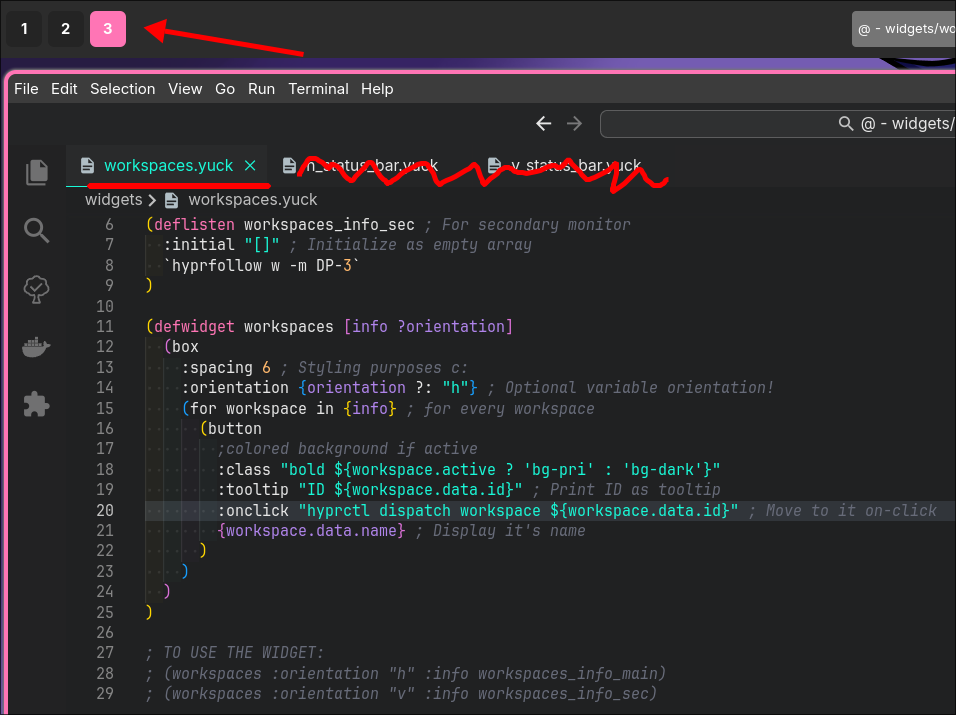 1 2 3
@ - widgets/wo
File Edit Selection View Go Run Terminal Help
@ - widgets/
workspaces.yuck h_status_bar.yuck v_status_bar.yuck
widgets workspaces.yuck
6 (deflisten workspaces_info_sec ; For secondary monitor
7 :initial "[]" ; Initialize as empty array
8 `hyprfollow w -m DP-3`
9 )
10
11 (defwidget workspaces [info ?orientation]
12 (box
13 :spacing 6 ; Styling purposes c:
14 :orientation {orientation ?: "h"} ; Optional variable orientation!
15 (for workspace in {info} ; for every workspace
16 (button
17 ;colored background if active
18 :class "bold ${workspace.active ? 'bg-pri' : 'bg-dark'}"
19 :tooltip "ID ${workspace.data.id}" ; Print ID as tooltip
20 :onclick "hyprctl dispatch workspace ${workspace.data.id}" ; Move to it on-click
21 {workspace.data.name} ; Display it's name
22 )
23 )
24 )
25 )
26
27 ; TO USE THE WIDGET:
28 ; (workspaces :orientation "h" :info workspaces_info_main)
29 ; (workspaces :orientation "v" :info workspaces_info_sec)